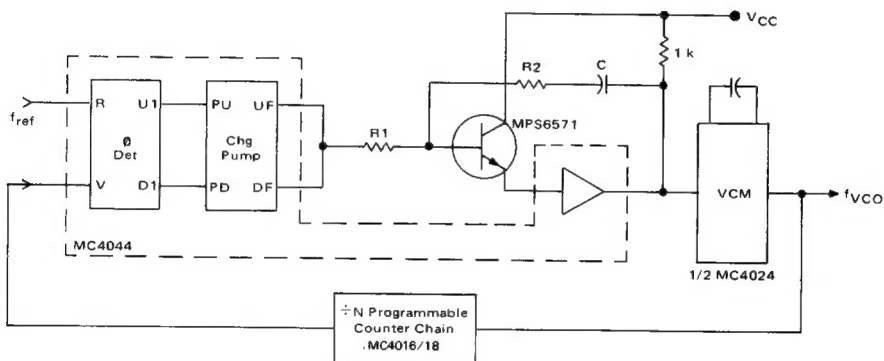 VCC
1 k
R2
C
MPS6571
fref
R
U1
Ø
Det
V
D1
PU
UF
Chg
Pump
PD
DF
R1
VCM
fVCO
MC4044
1/2 MC4024
÷N Programmable
Counter Chain
MC4016/18